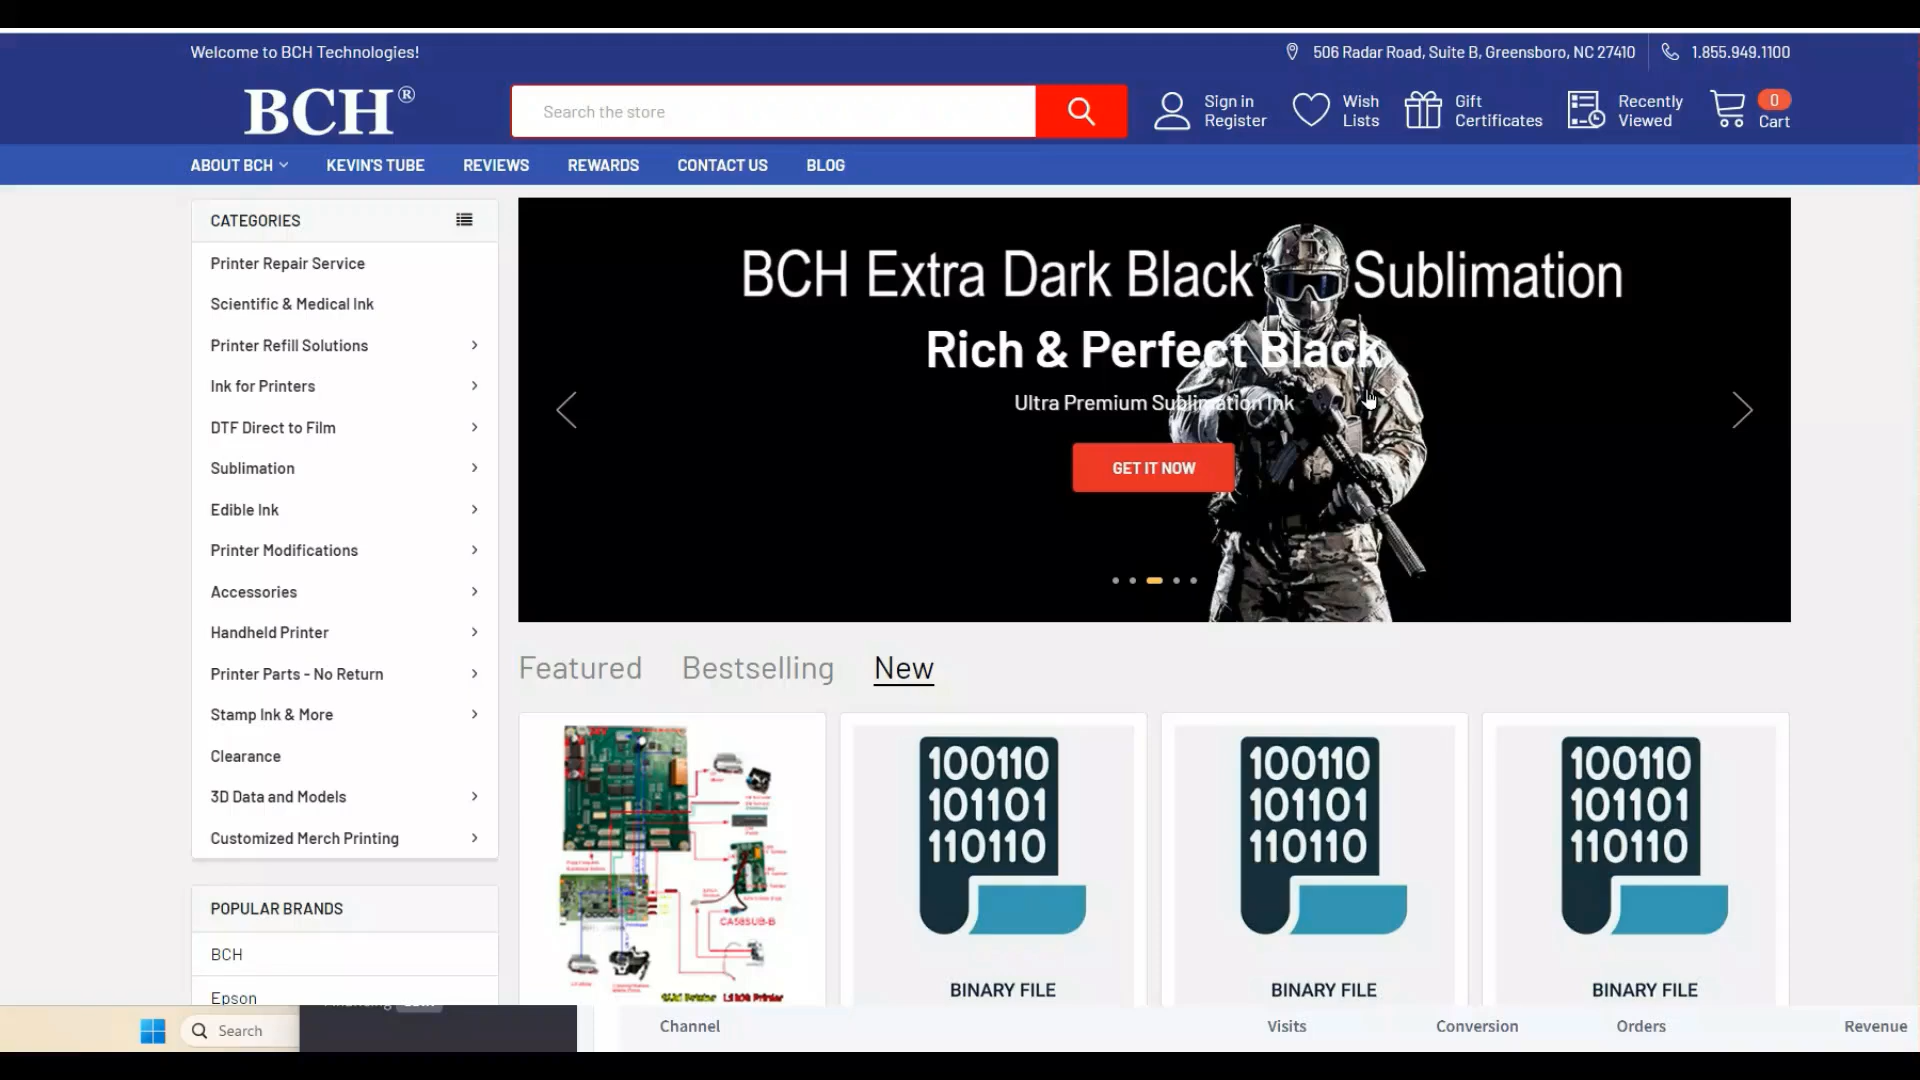 Welcome to BCH Technologies!
506 Radar Road, Suite B, Greensboro, NC 27410
1.855.949.1100
BCH®
Search the store
Sign in
Register
Wish
Lists
Gift
Certificates
Recently
Viewed
0
Cart
ABOUT BCH
KEVIN'S TUBE
REVIEWS
REWARDS
CONTACT US
BLOG
CATEGORIES
Printer Repair Service
Scientific & Medical Ink
Printer Refill Solutions
Ink for Printers
DTF Direct to Film
Sublimation
Edible Ink
Printer Modifications
Accessories
Handheld Printer
Printer Parts - No Return
Stamp Ink & More
Clearance
3D Data and Models
Customized Merch Printing
POPULAR BRANDS
BCH
Epson
BCH Extra Dark Black Sublimation
Rich & Perfect Black
Ultra Premium Sublimation Ink
GET IT NOW
Featured
Bestselling
New
CA58SUB-B
100110
101101
110110
BINARY FILE
100110
101101
110110
BINARY FILE
100110
101101
110110
BINARY FILE
Search
Channel
Visits
Conversion
Orders
Revenue